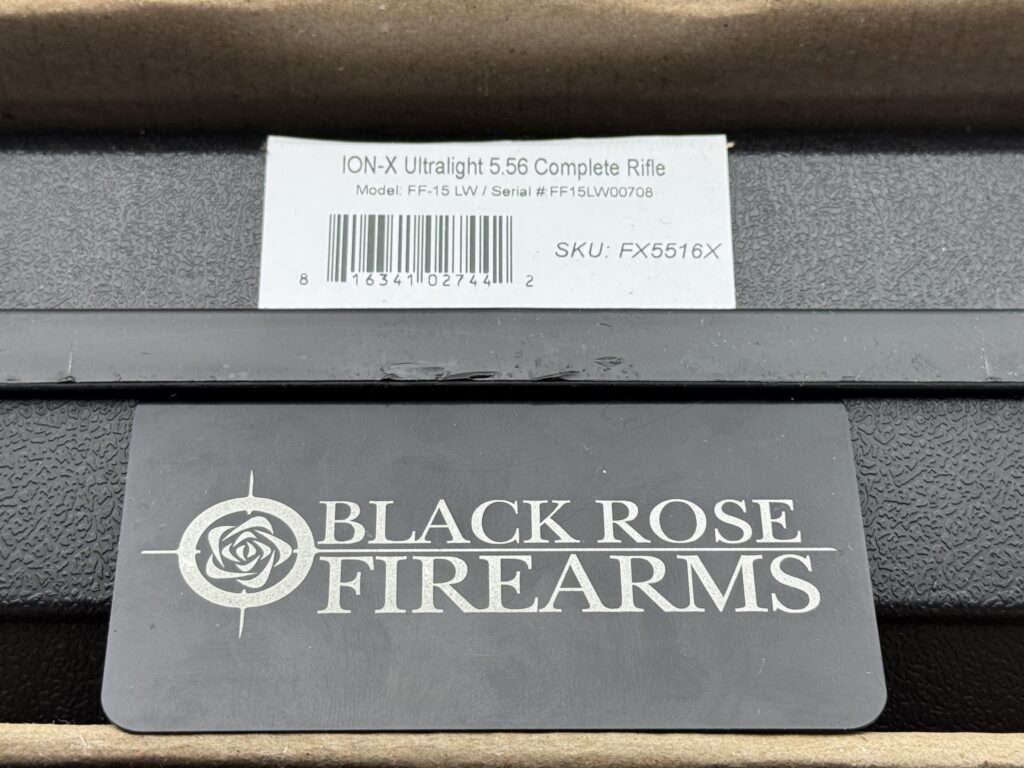 ION-X Ultralight 5.56 Complete Rifle
Model: FF-15 LW / Serial #:FF15LW00708
SKU: FX5516X
8 16341 02744 2
BLACK ROSE
FIREARMS